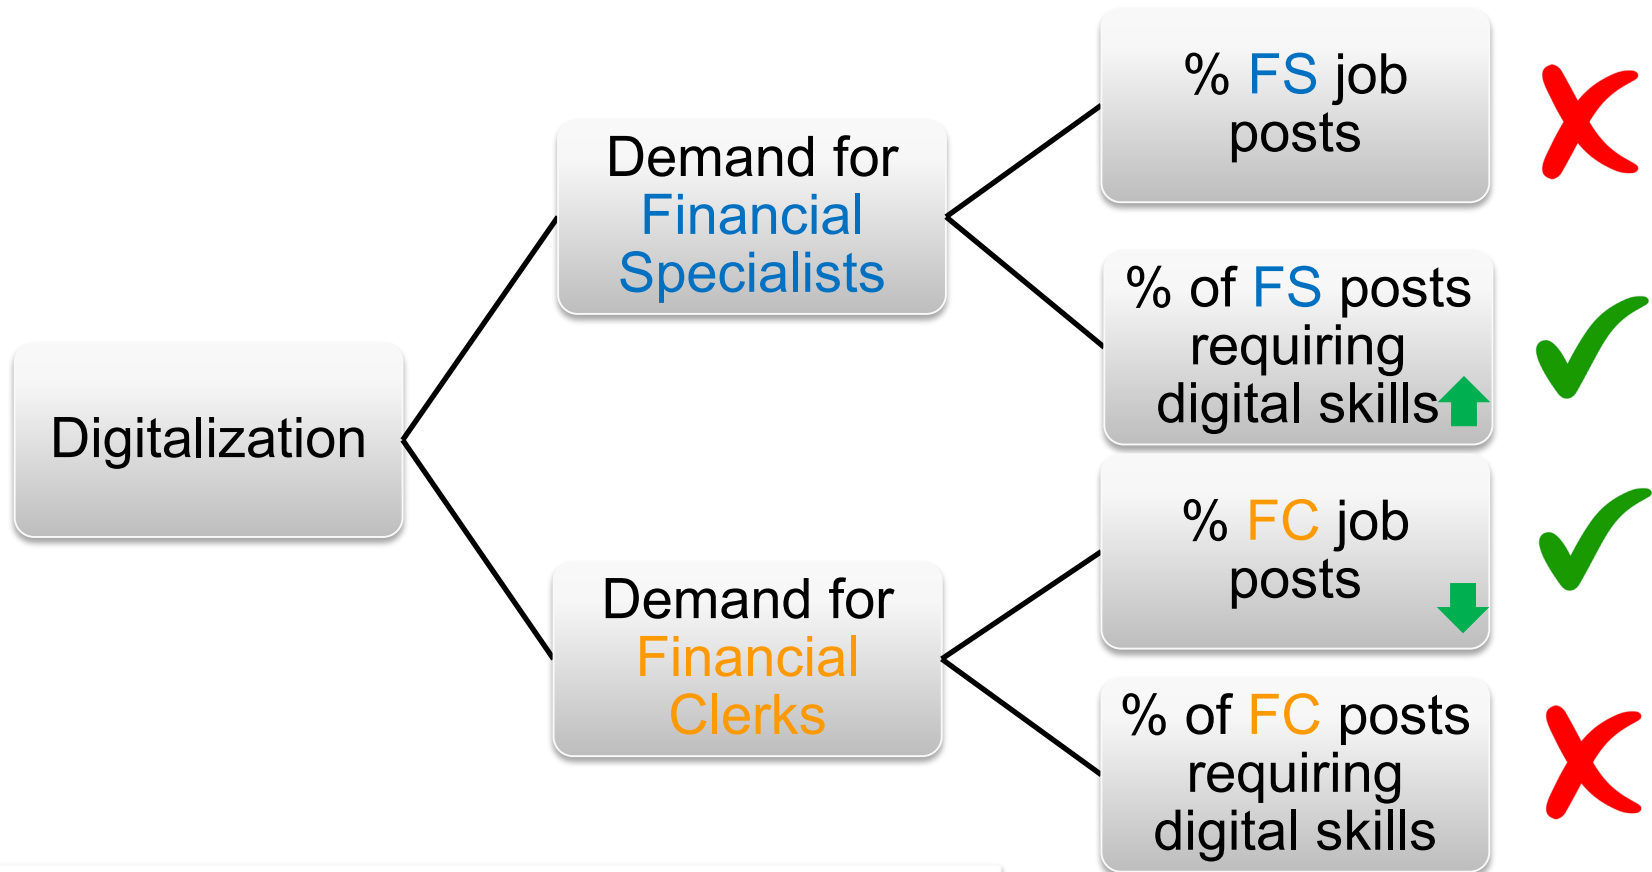 % FS job
posts
Demand for
Financial
Specialists
% of FS posts
requiring
digital skills
Digitalization
% FC job
posts
Demand for
Financial
Clerks
% of FC posts
requiring
digital skills